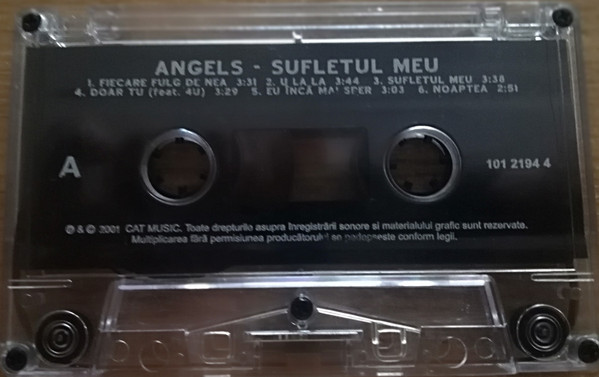 ANGELS - SUFLETUL MEU
1. FIECARE FULG DE NEA 3:31 2. U LA LA 3:44 3. SUFLETUL MEU 3:38
4. DOAR TU (feat. 4U) 3:29 5. EU ÎNCĂ MAI SPER 3:03 6. NOAPTEA 2:51
A
101 2194 4
℗ & © 2001 CAT MUSIC. Toate drepturile asupra înregistrării sonore si materialului grafic sunt rezervate.
Multiplicarea fără permisiunea producătorului se pedepseste conform legii.